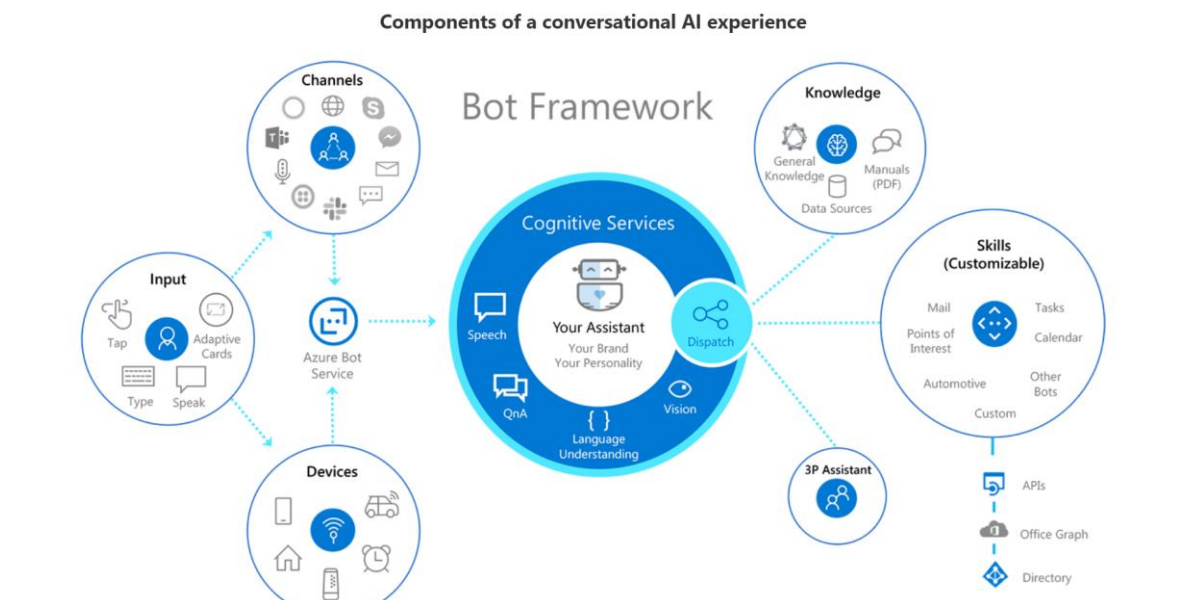 Components of a conversational AI experience
Bot Framework
Channels
Input
Tap
Adaptive
Cards
Type
Speak
Azure Bot
Service
Devices
Cognitive Services
Speech
QnA
{ }
Language
Understanding
Vision
Your Assistant
Your Brand
Your Personality
Dispatch
Knowledge
General
Knowledge
Manuals
(PDF)
Data Sources
Skills
(Customizable)
Mail
Tasks
Points of
Interest
Calendar
Automotive
Other
Bots
Custom
3P Assistant
APIs
Office Graph
Directory